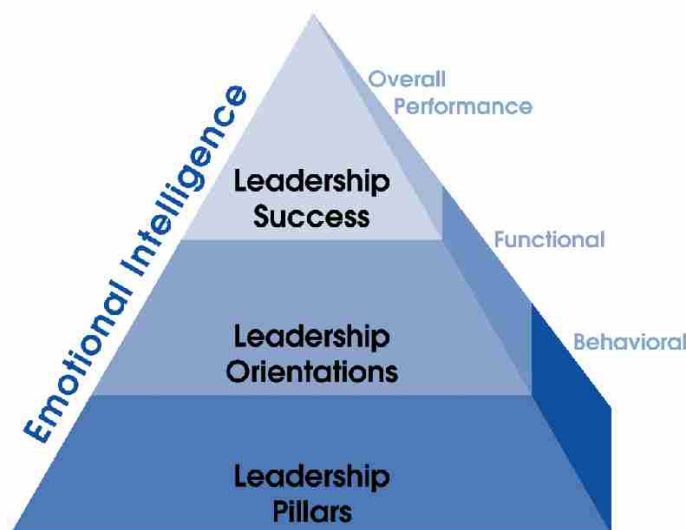 Emotional Intelligence
Overall
Performance
Leadership
Success
Functional
Leadership
Orientations
Behavioral
Leadership
Pillars